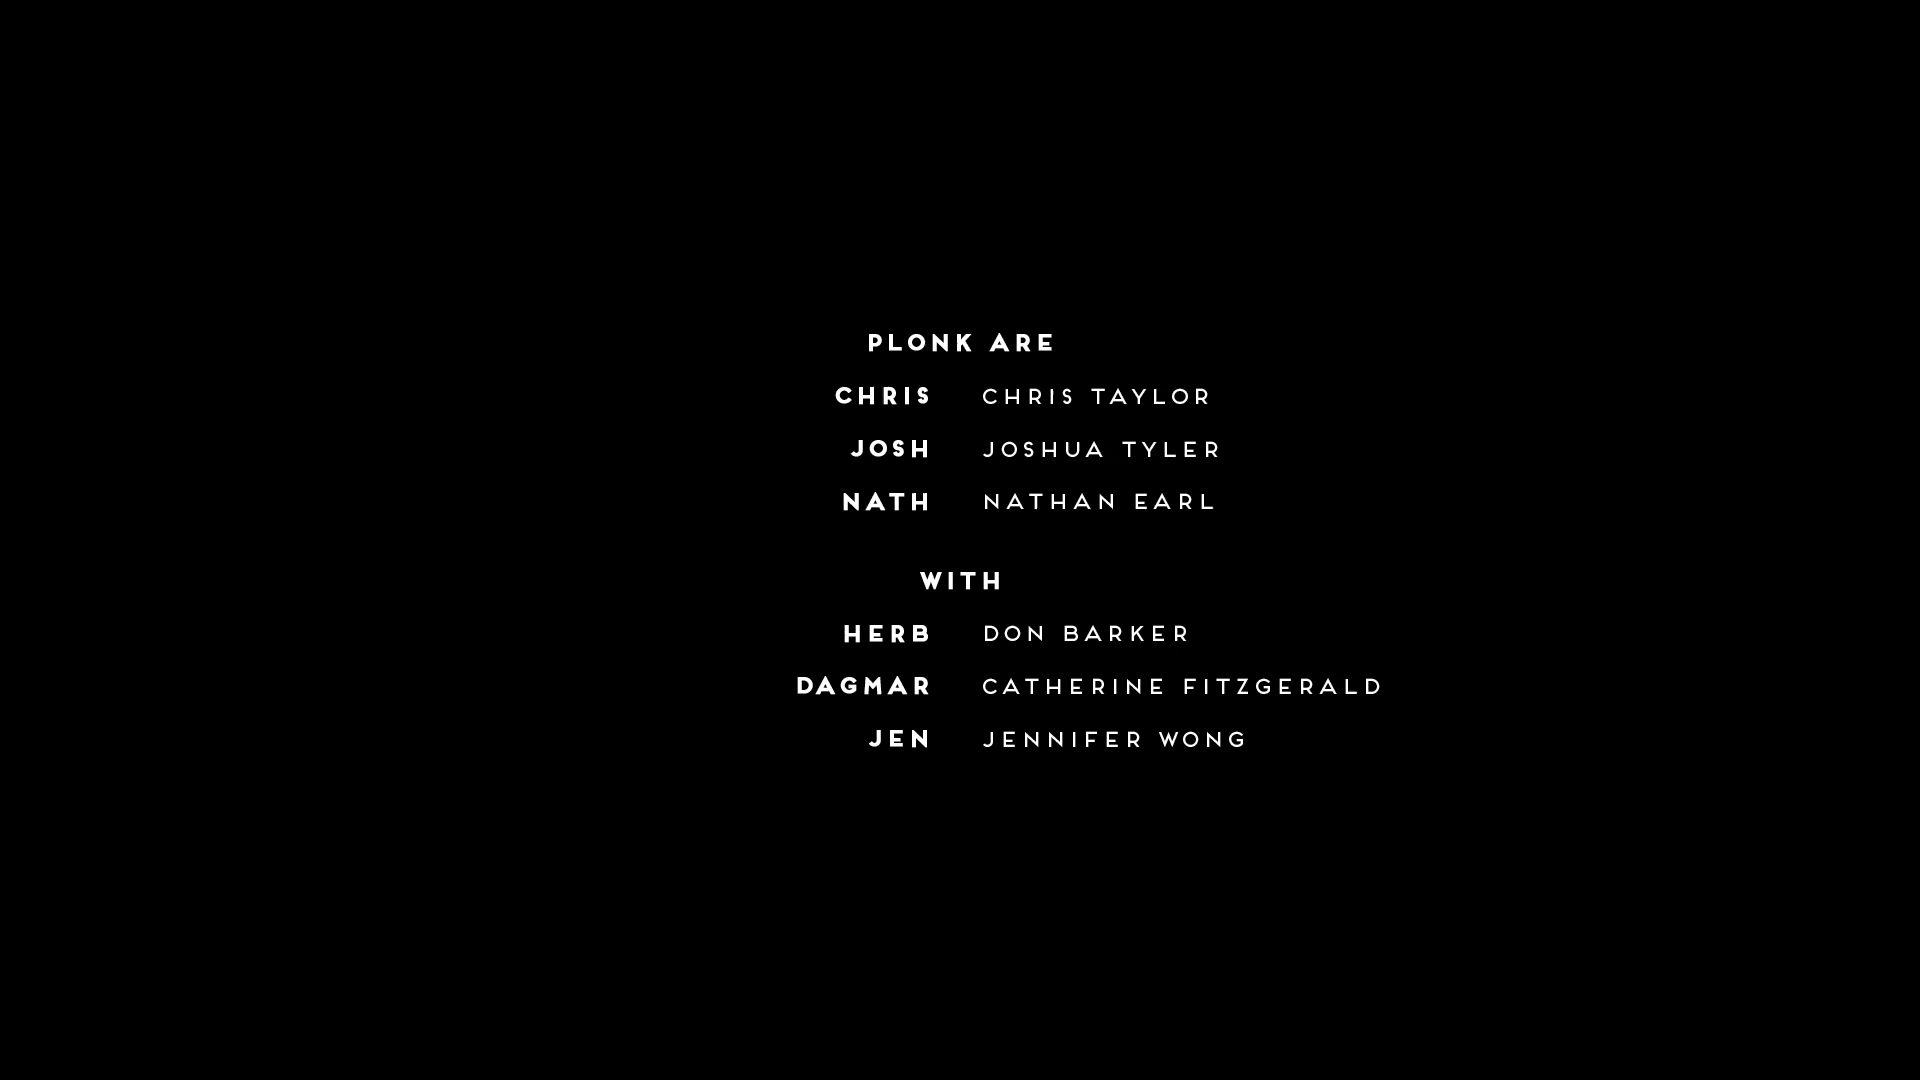 PLONK ARE
CHRIS CHRIS TAYLOR
JOSH JOSHUA TYLER
NATH NATHAN EARL
WITH
HERB DON BARKER
DAGMAR CATHERINE FITZGERALD
JEN JENNIFER WONG